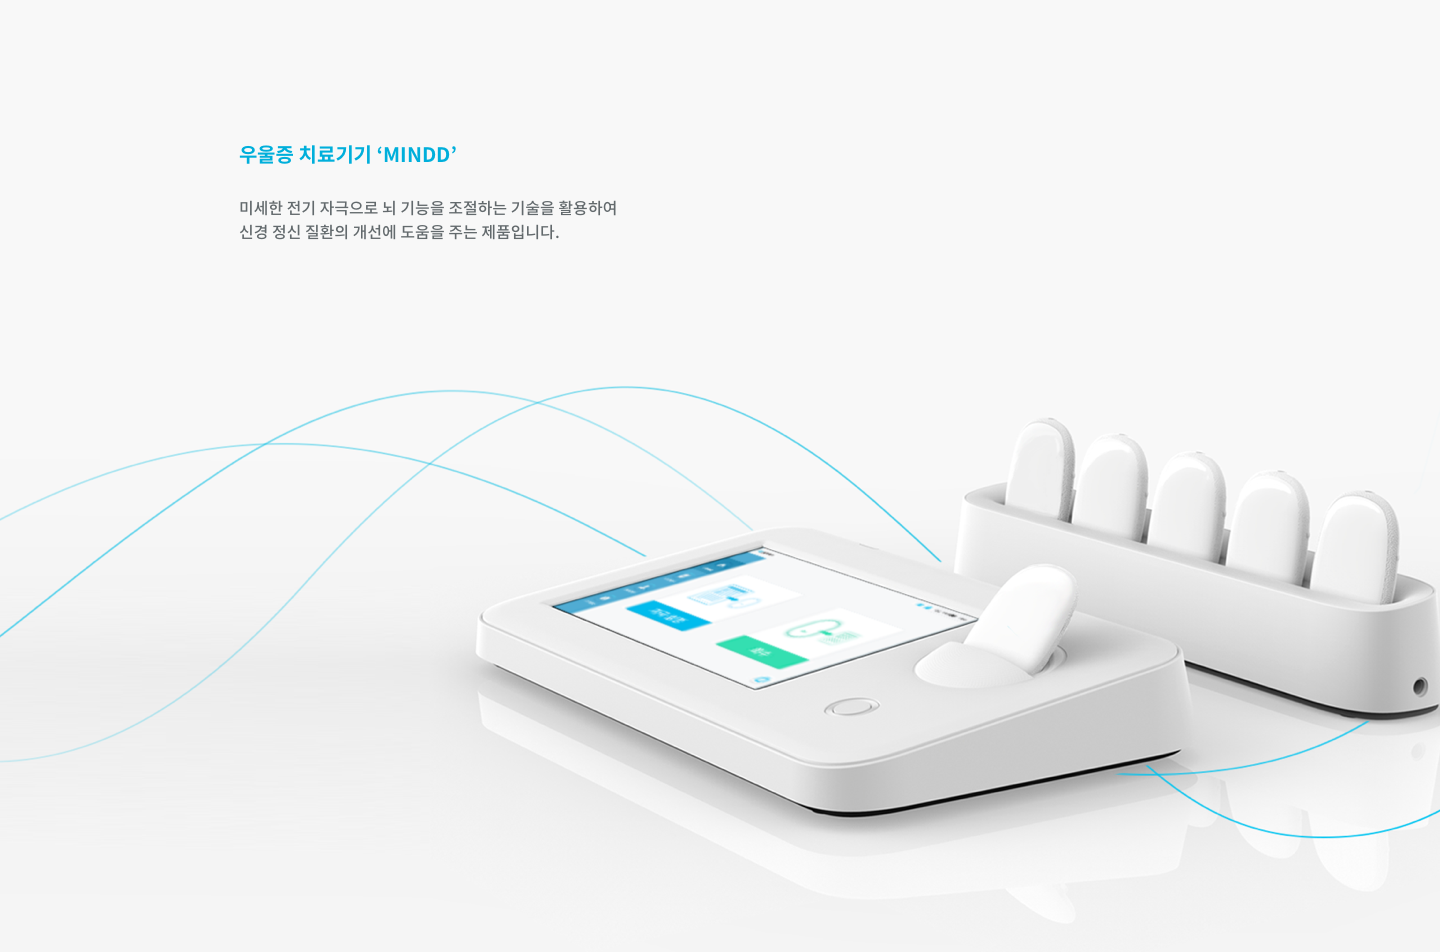 우울증 치료기기 ‘MINDD’
미세한 전기 자극으로 뇌 기능을 조절하는 기술을 활용하여
신경 정신 질환의 개선에 도움을 주는 제품입니다.